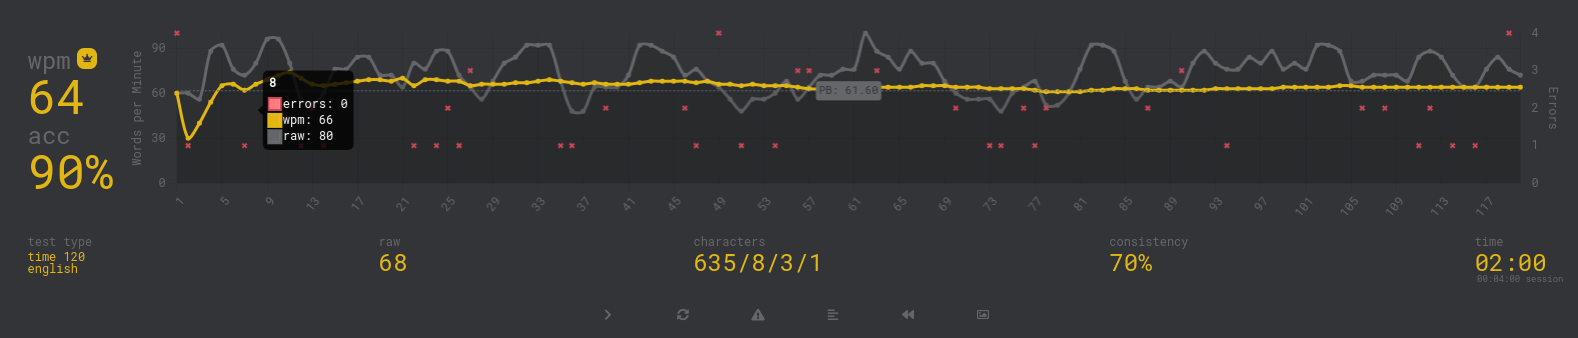 wpm
64
acc
90%
Words per Minute
90
60
30
0
8
errors: 0
wpm: 66
raw: 80
PB: 61.60
4
3
2
1
0
Errors
1 5 9 13 17 21 25 29 33 37 41 45 49 53 57 61 65 69 73 77 81 85 89 93 97 101 105 109 113 117
test type
time 120
english
raw
68
characters
635/8/3/1
consistency
70%
time
02:00
00:04:00 session